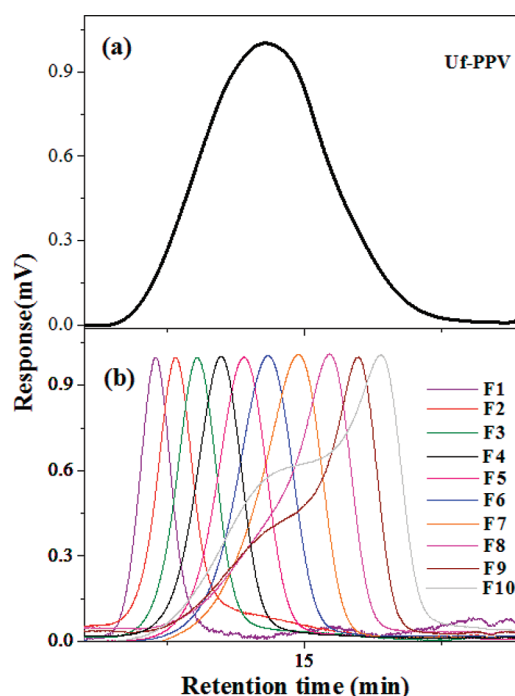 (a)
Uf-PPV
0.9
0.6
0.3
0.0
Response(mV)
(b)
0.9
0.6
0.3
0.0
F1
F2
F3
F4
F5
F6
F7
F8
F9
F10
15
Retention time (min)